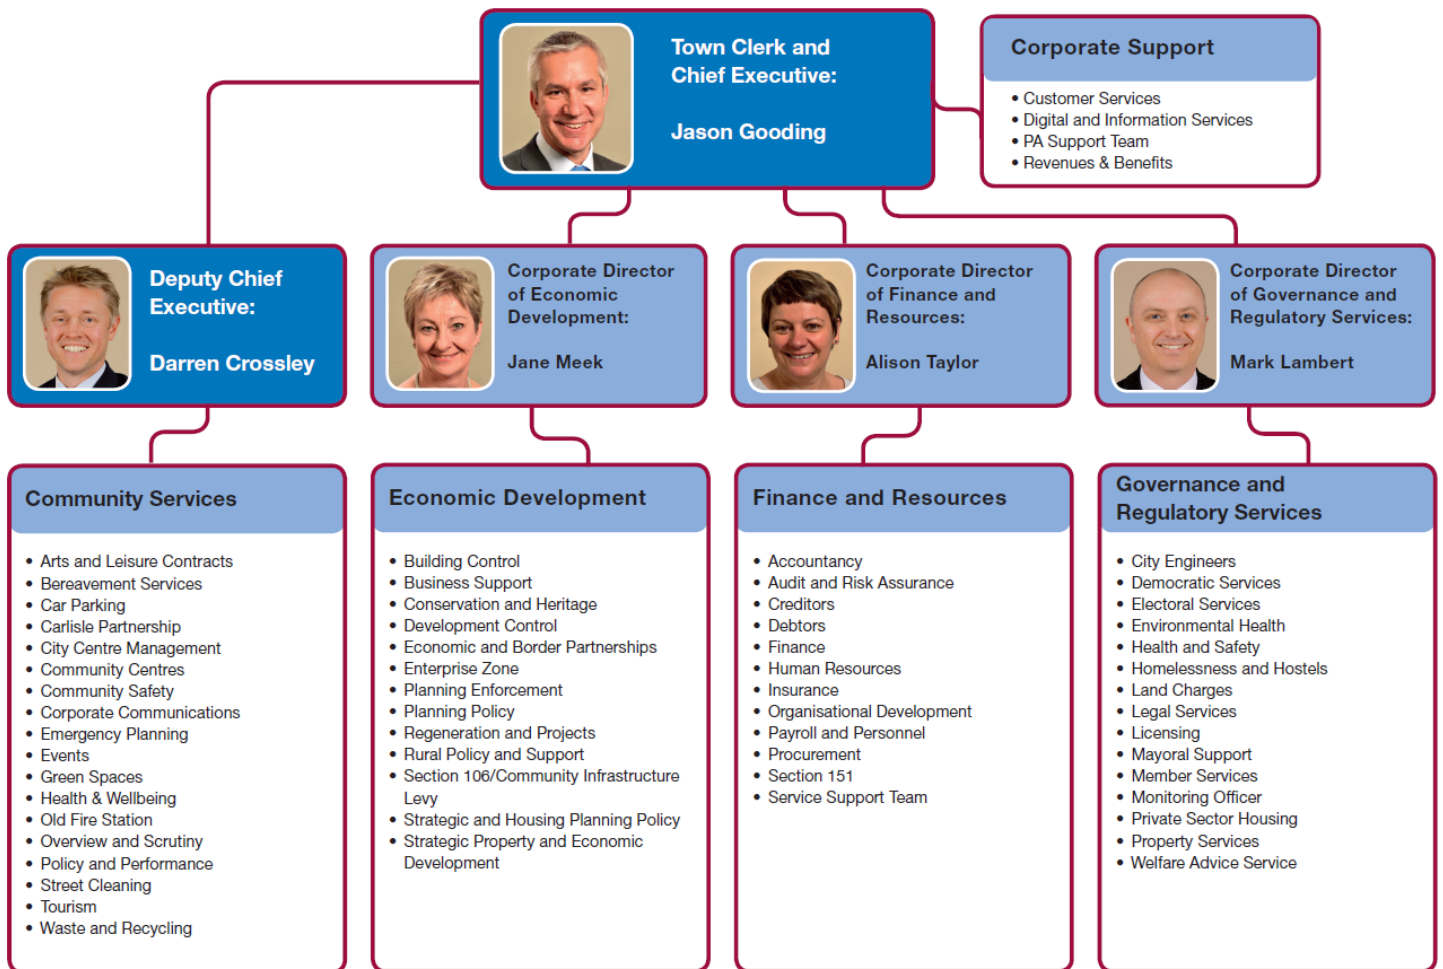 Town Clerk and
Chief Executive:
Jason Gooding
Corporate Support
• Customer Services
• Digital and Information Services
• PA Support Team
• Revenues & Benefits
Deputy Chief
Executive:
Darren Crossley
Corporate Director
of Economic
Development:
Jane Meek
Corporate Director
of Finance and
Resources:
Alison Taylor
Corporate Director
of Governance and
Regulatory Services:
Mark Lambert
Community Services
• Arts and Leisure Contracts
• Bereavement Services
• Car Parking
• Carlisle Partnership
• City Centre Management
• Community Centres
• Community Safety
• Corporate Communications
• Emergency Planning
• Events
• Green Spaces
• Health & Wellbeing
• Old Fire Station
• Overview and Scrutiny
• Policy and Performance
• Street Cleaning
• Tourism
• Waste and Recycling
Economic Development
• Building Control
• Business Support
• Conservation and Heritage
• Development Control
• Economic and Border Partnerships
• Enterprise Zone
• Planning Enforcement
• Planning Policy
• Regeneration and Projects
• Rural Policy and Support
• Section 106/Community Infrastructure
Levy
• Strategic and Housing Planning Policy
• Strategic Property and Economic
Development
Finance and Resources
• Accountancy
• Audit and Risk Assurance
• Creditors
• Debtors
• Finance
• Human Resources
• Insurance
• Organisational Development
• Payroll and Personnel
• Procurement
• Section 151
• Service Support Team
Governance and
Regulatory Services
• City Engineers
• Democratic Services
• Electoral Services
• Environmental Health
• Health and Safety
• Homelessness and Hostels
• Land Charges
• Legal Services
• Licensing
• Mayoral Support
• Member Services
• Monitoring Officer
• Private Sector Housing
• Property Services
• Welfare Advice Service